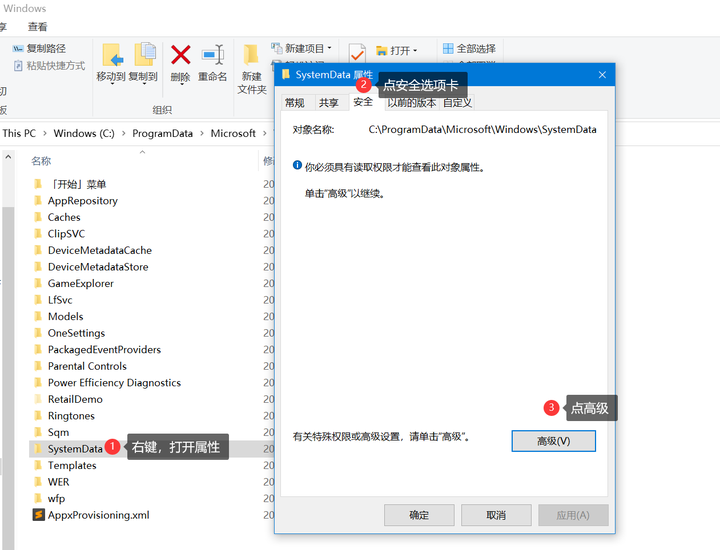 Windows
享 查看
复制路径
粘贴快捷方式
切
板
移动到 复制到
删除 重命名
组织
新建
文件夹
新建项目
打开
全部选择
SystemData 属性
2 点安全选项卡
常规 共享 安全 以前的版本 自定义
This PC > Windows (C:) > ProgramData > Microsoft >
名称
修
「开始」菜单 20
AppRepository 20
Caches 20
ClipSVC 20
DeviceMetadataCache 20
DeviceMetadataStore 20
GameExplorer 20
LfSvc 20
Models 20
OneSettings 20
PackagedEventProviders 20
Parental Controls 20
Power Efficiency Diagnostics 20
RetailDemo 20
Ringtones 20
Sqm 20
SystemData 1 右键，打开属性 20
Templates 20
WER 20
wfp 20
AppxProvisioning.xml 20
对象名称: C:\ProgramData\Microsoft\Windows\SystemData
你必须具有读取权限才能查看此对象属性。
单击"高级"以继续。
3 点高级
有关特殊权限或高级设置，请单击"高级"。
高级(V)
确定 取消 应用(A)